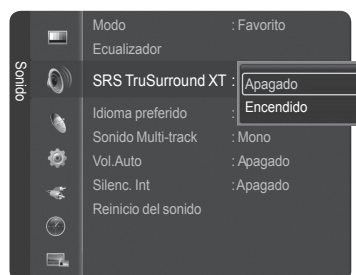 Sonido
Modo : Favorito
Ecualizador
SRS TruSurround XT : Apagado
Encendido
Idioma preferido :
Sonido Multi-track : Mono
Vol.Auto : Apagado
Silenc. Int :Apagado
Reinicio del sonido